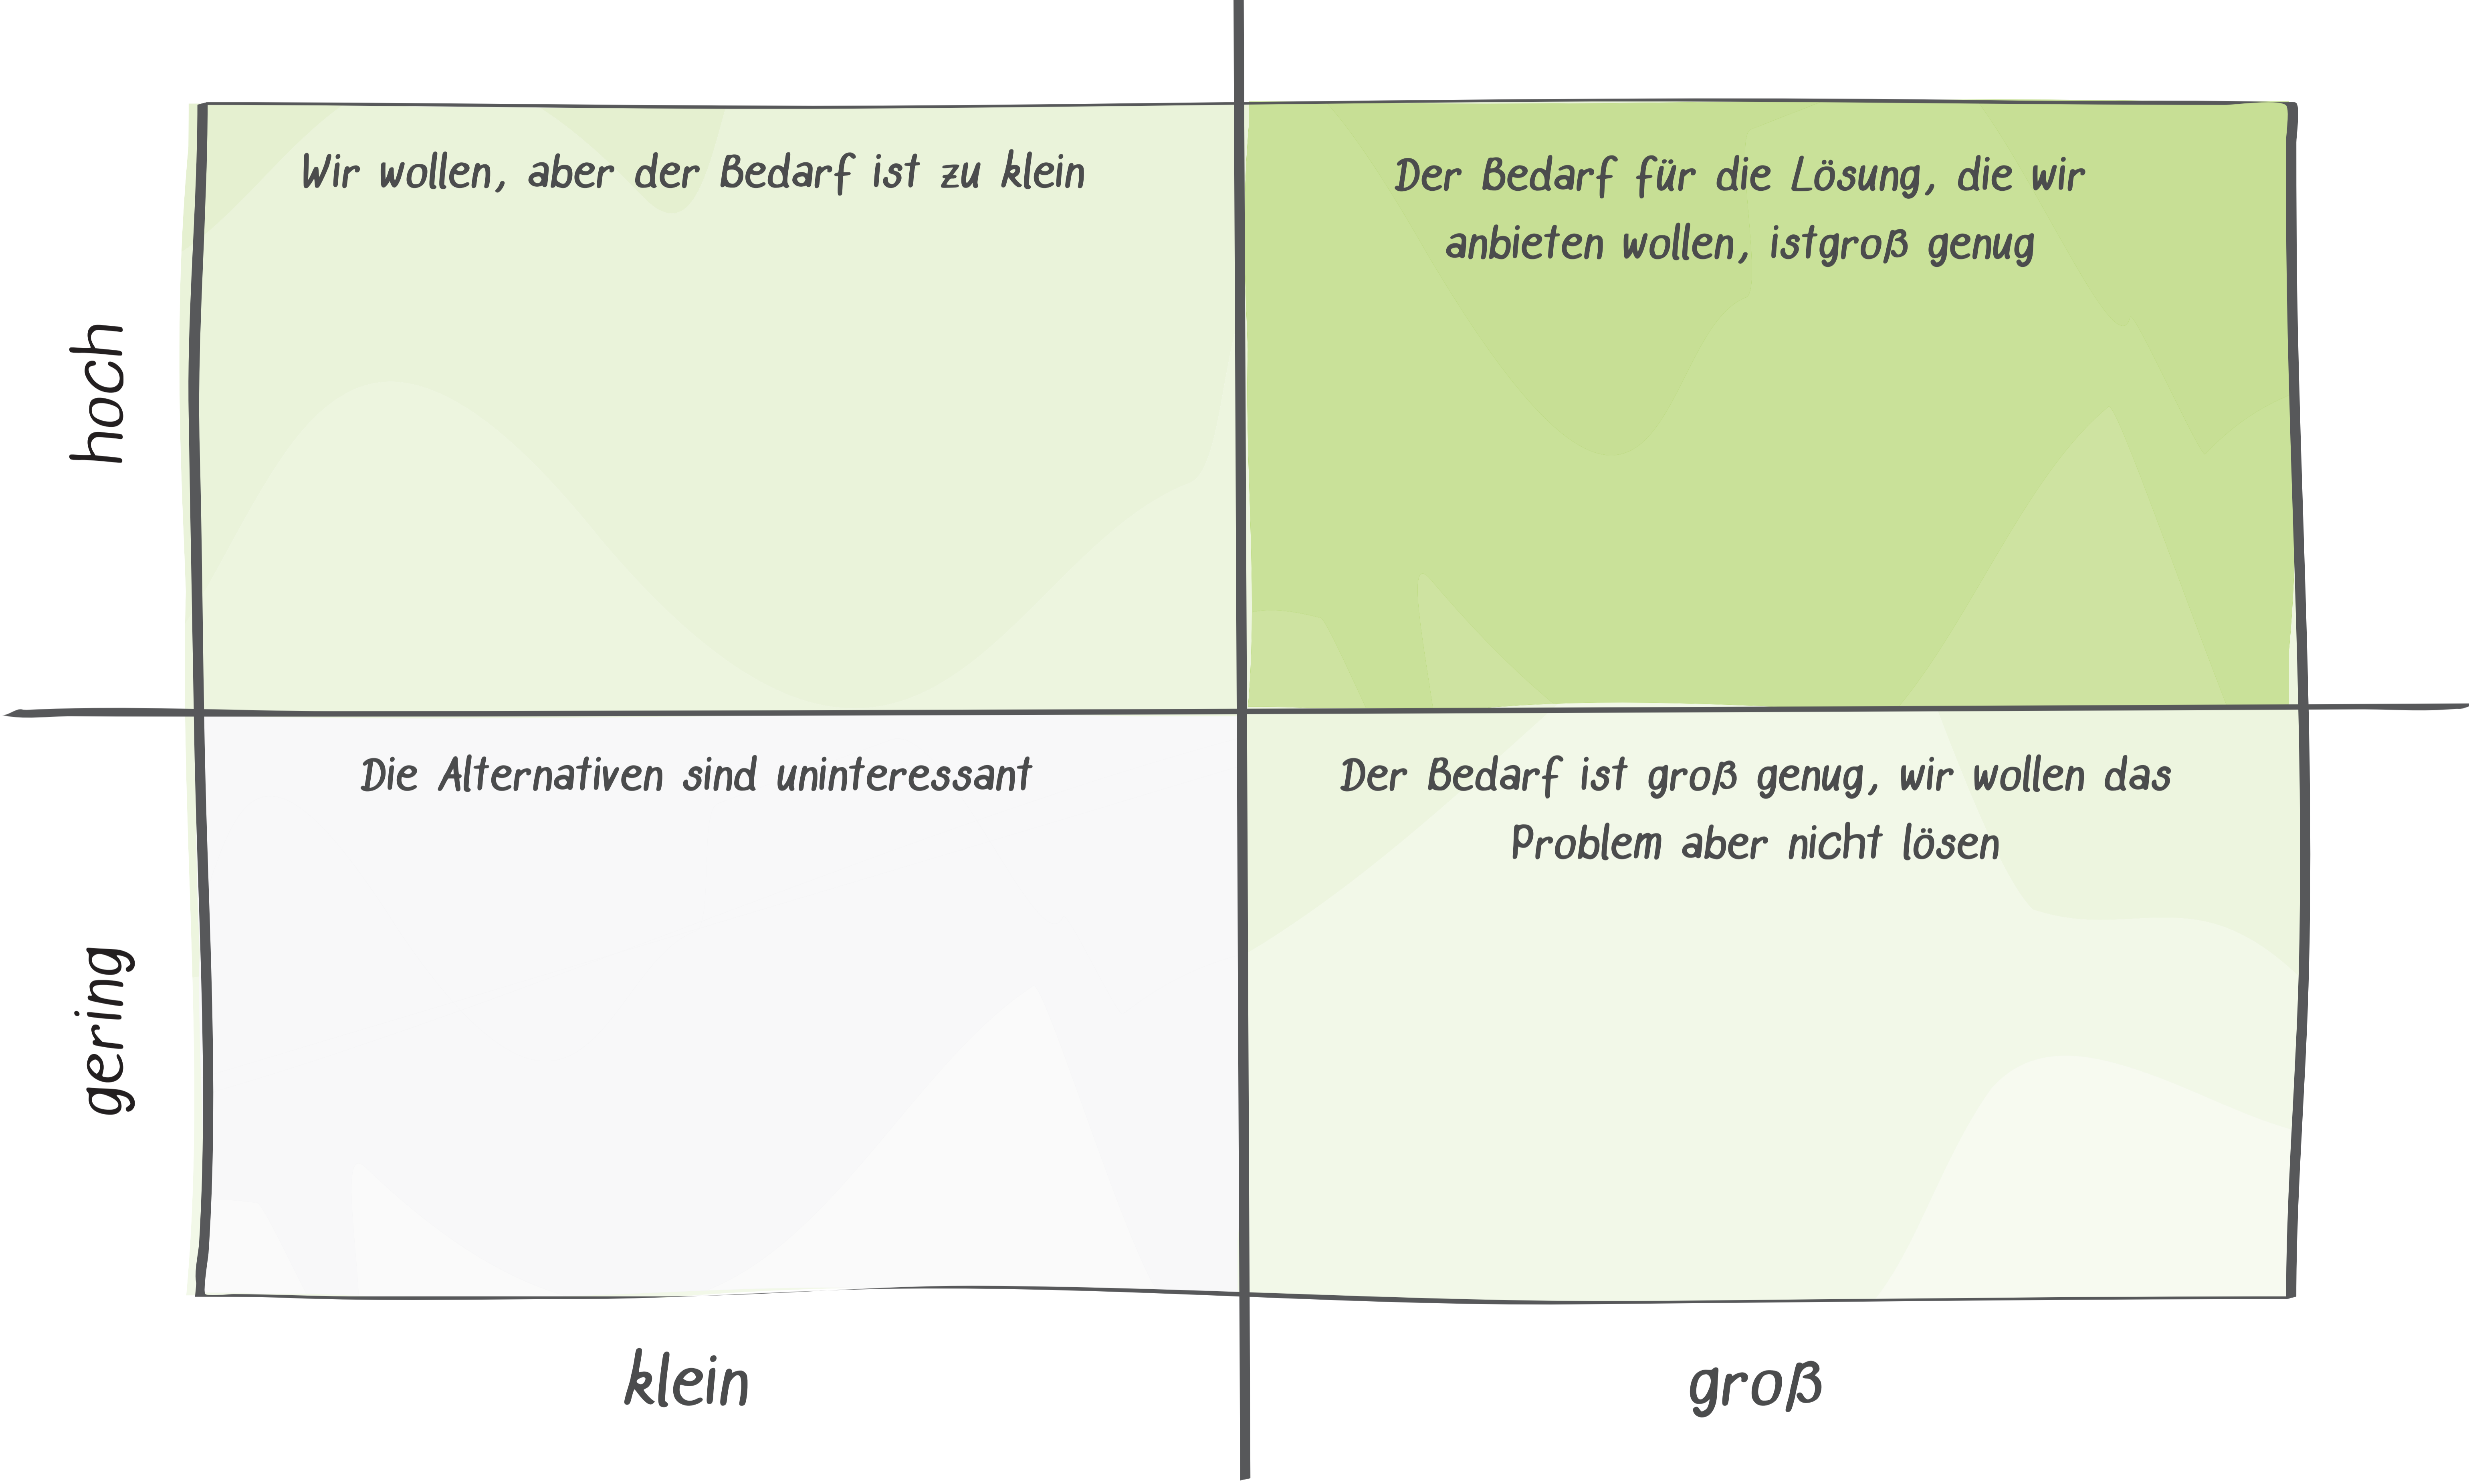 hoch
Wir wollen, aber der Bedarf ist zu klein
Der Bedarf für die Lösung, die wir
anbieten wollen, istgroß genug
gering
Die Alternativen sind uninteressant
Der Bedarf ist groß genug, wir wollen das
Problem aber nicht lösen
klein
groß